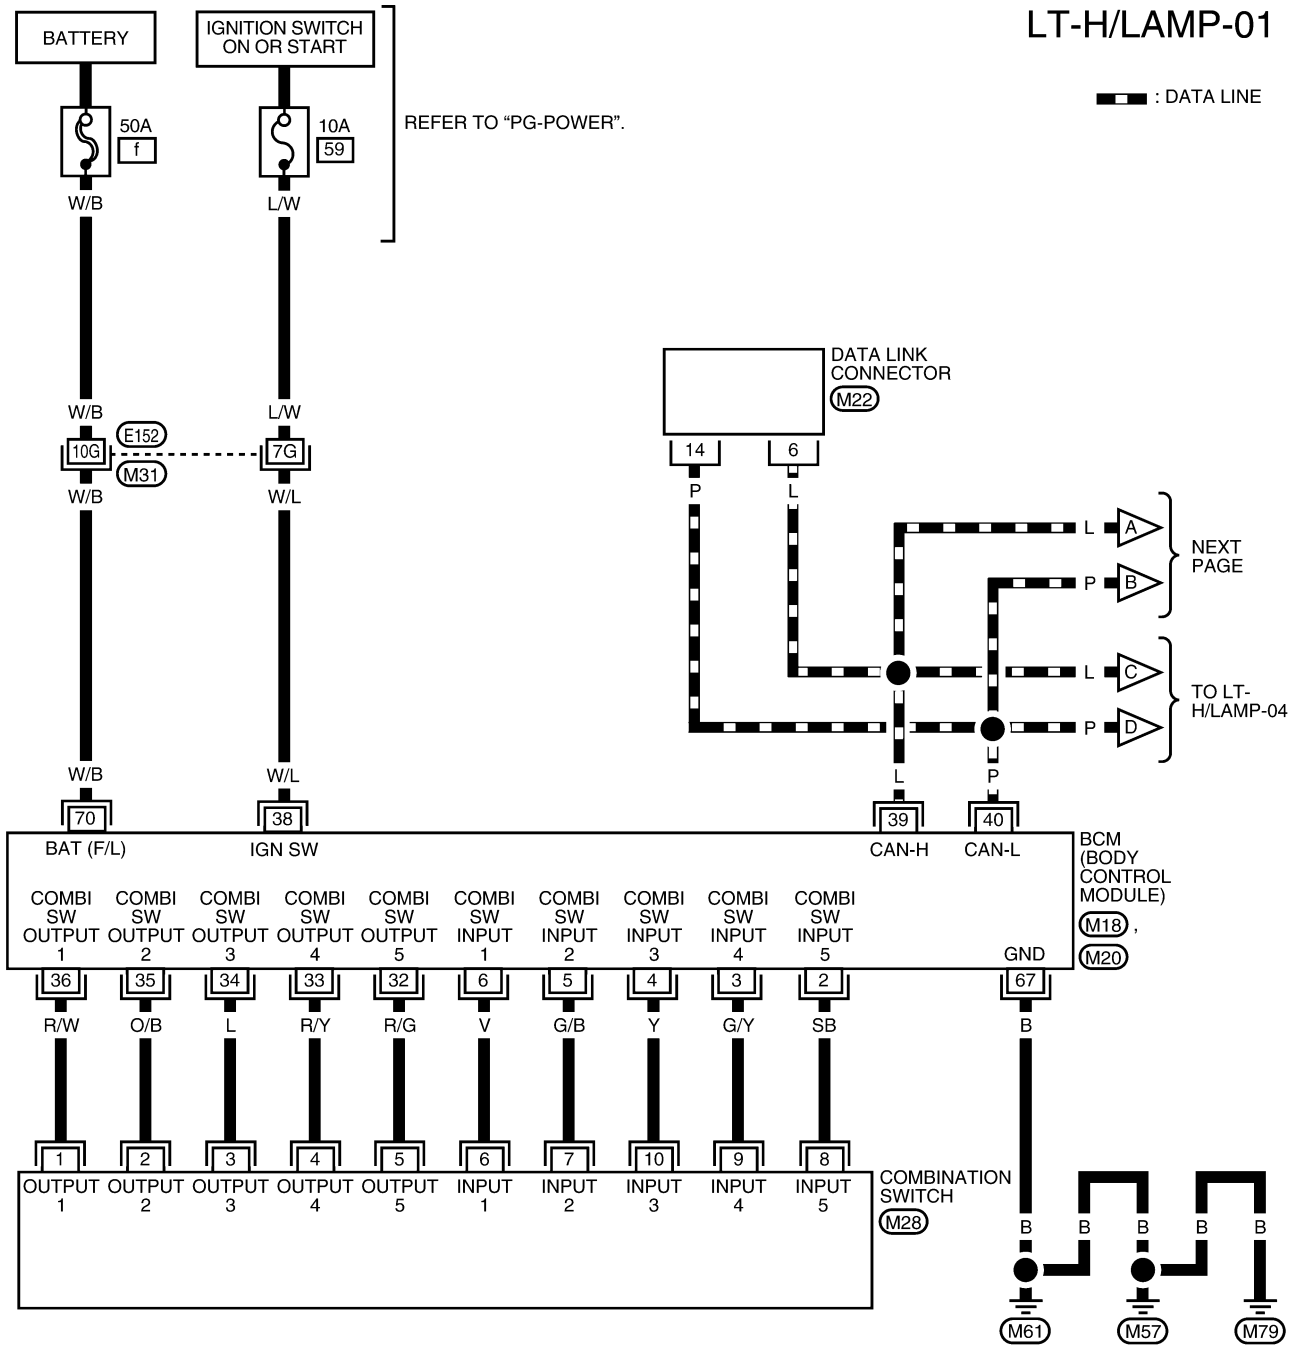 LT-H/LAMP-01
BATTERY
IGNITION SWITCH
ON OR START
: DATA LINE
50A
f
10A
59
REFER TO “PG-POWER”.
W/B
L/W
W/B
L/W
10G
E152
M31
7G
W/B
W/L
DATA LINK
CONNECTOR
M22
14
6
P
L
L
A
P
B
NEXT
PAGE
L
C
P
D
TO LT-
H/LAMP-04
W/B
W/L
L
P
70
38
39
40
BAT (F/L)
IGN SW
CAN-H
CAN-L
BCM
(BODY
CONTROL
MODULE)
M18 ,
M20
COMBI
SW
OUTPUT
1
COMBI
SW
OUTPUT
2
COMBI
SW
OUTPUT
3
COMBI
SW
OUTPUT
4
COMBI
SW
OUTPUT
5
COMBI
SW
INPUT
1
COMBI
SW
INPUT
2
COMBI
SW
INPUT
3
COMBI
SW
INPUT
4
COMBI
SW
INPUT
5
GND
36
35
34
33
32
6
5
4
3
2
67
R/W
O/B
L
R/Y
R/G
V
G/B
Y
G/Y
SB
B
1
2
3
4
5
6
7
10
9
8
OUTPUT
1
OUTPUT
2
OUTPUT
3
OUTPUT
4
OUTPUT
5
INPUT
1
INPUT
2
INPUT
3
INPUT
4
INPUT
5
COMBINATION
SWITCH
M28
B
B
B
B
B
M61
M57
M79